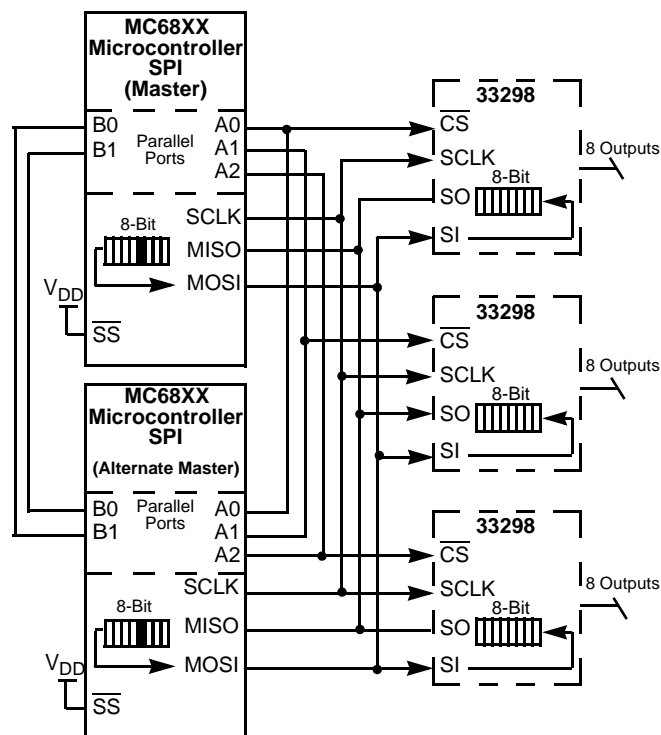 MC68XX
Microcontroller
SPI
(Master)
B0
B1
Parallel
Ports
A0
A1
A2
8-Bit
SCLK
MISO
MOSI
VDD
SS
33298
CS
SCLK
SO
8-Bit
SI
8 Outputs
33298
CS
SCLK
SO
8-Bit
SI
8 Outputs
MC68XX
Microcontroller
SPI
(Alternate Master)
B0
B1
Parallel
Ports
A0
A1
A2
8-Bit
SCLK
MISO
MOSI
VDD
SS
33298
CS
SCLK
SO
8-Bit
SI
8 Outputs